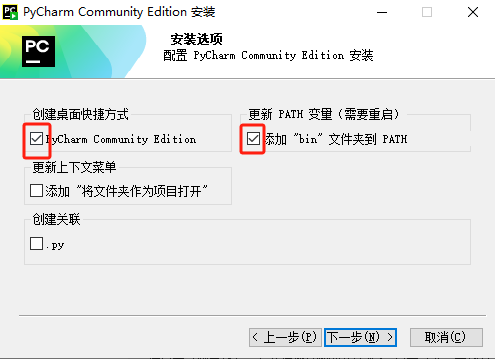 PyCharm Community Edition 安装
PC
安装选项
配置 PyCharm Community Edition 安装
创建桌面快捷方式
PyCharm Community Edition
更新 PATH 变量（需要重启）
添加 "bin" 文件夹到 PATH
更新上下文菜单
添加 "将文件夹作为项目打开"
创建关联
.py
< 上一步(P)
下一步(N) >
取消(C)